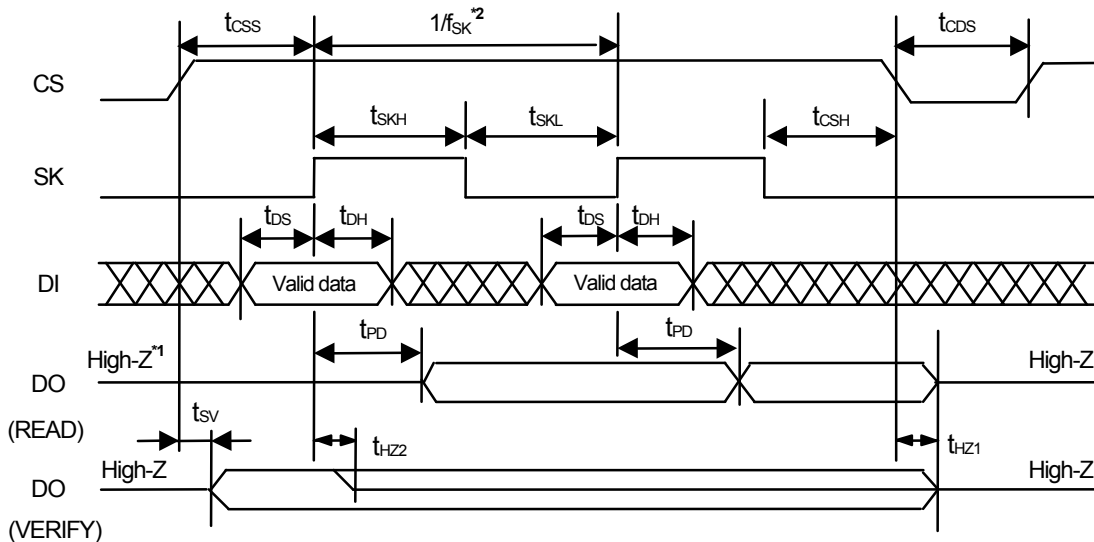 tCSS 1/fSK*2 tCDS
CS
tSKH tSKL tCSH
SK
tDS tDH tDS tDH
DI Valid data Valid data
tPD tPD
High-Z*1 High-Z
DO
(READ)
tSV tHZ2 tHZ1
High-Z High-Z
DO
(VERIFY)